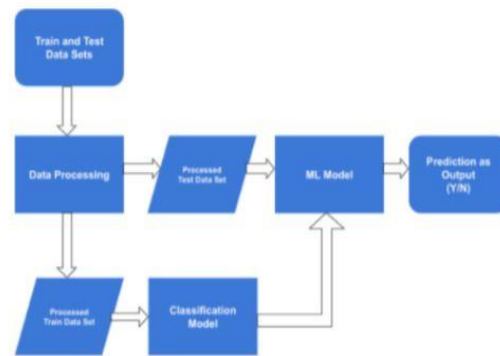 Train and Test
Data Sets
Data Processing
Processed
Test Data Set
ML Model
Prediction as
Output
(Y/N)
Processed
Train Data Set
Classification
Model